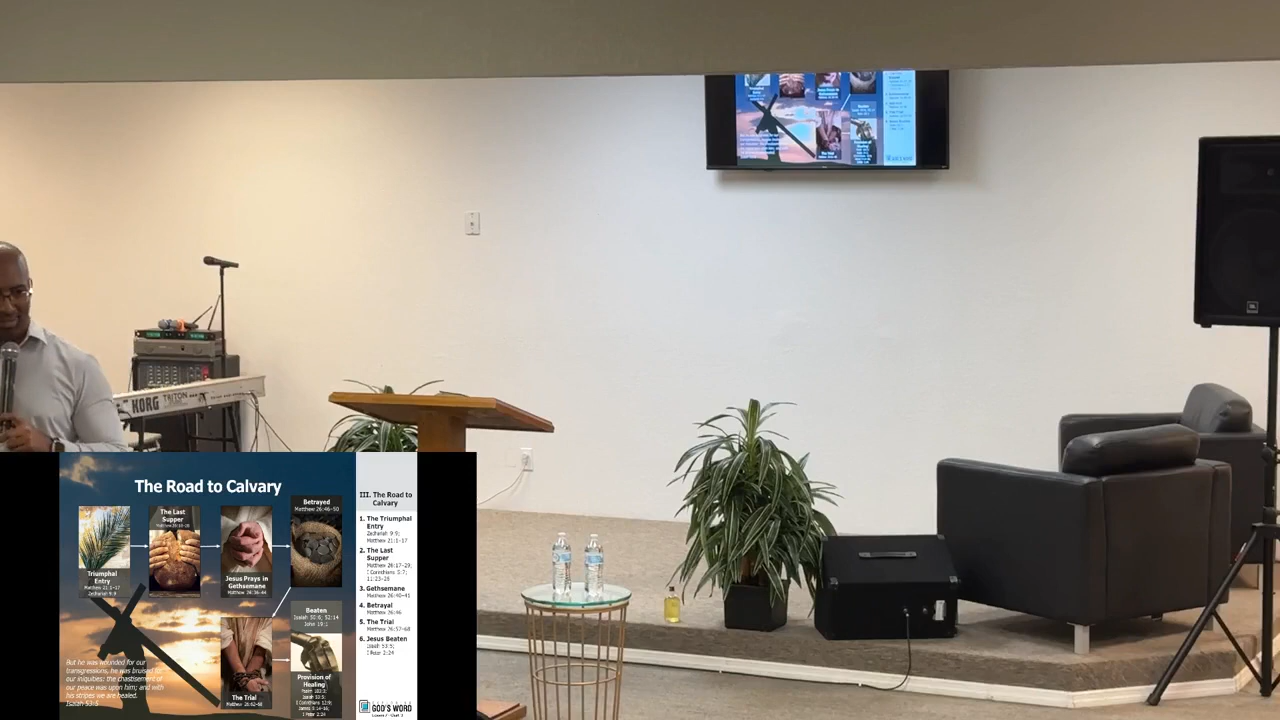 KORG TRITON
JBL
The Road to Calvary
Triumphal
Entry
Matthew 21:1-17
Zechariah 9:9
The Last
Supper
Jesus Prays in
Gethsemane
Matthew 26:36-44
Betrayed
Matthew 26:46-50
The Trial
Matthew 26:62-68
Beaten
Isaiah 50:6; 52:14
John 19:1
Provision of
Healing
Isaiah 53:5
I Peter 2:24
But he was wounded for our
transgressions, he was bruised for
our iniquities: the chastisement of
our peace was upon him; and with
his stripes we are healed.
Isaiah 53:5
III. The Road to
Calvary
1. The Triumphal
Entry
Zechariah 9:9;
Matthew 21:1-17
2. The Last
Supper
Matthew 26:17-29;
I Corinthians 5:7;
11:23-28
3. Gethsemane
Matthew 26:40-41
4. Betrayal
Matthew 26:46
5. The Trial
Matthew 26:57-68
6. Jesus Beaten
Isaiah 53:5;
I Peter 2:24
GOD'S WORD